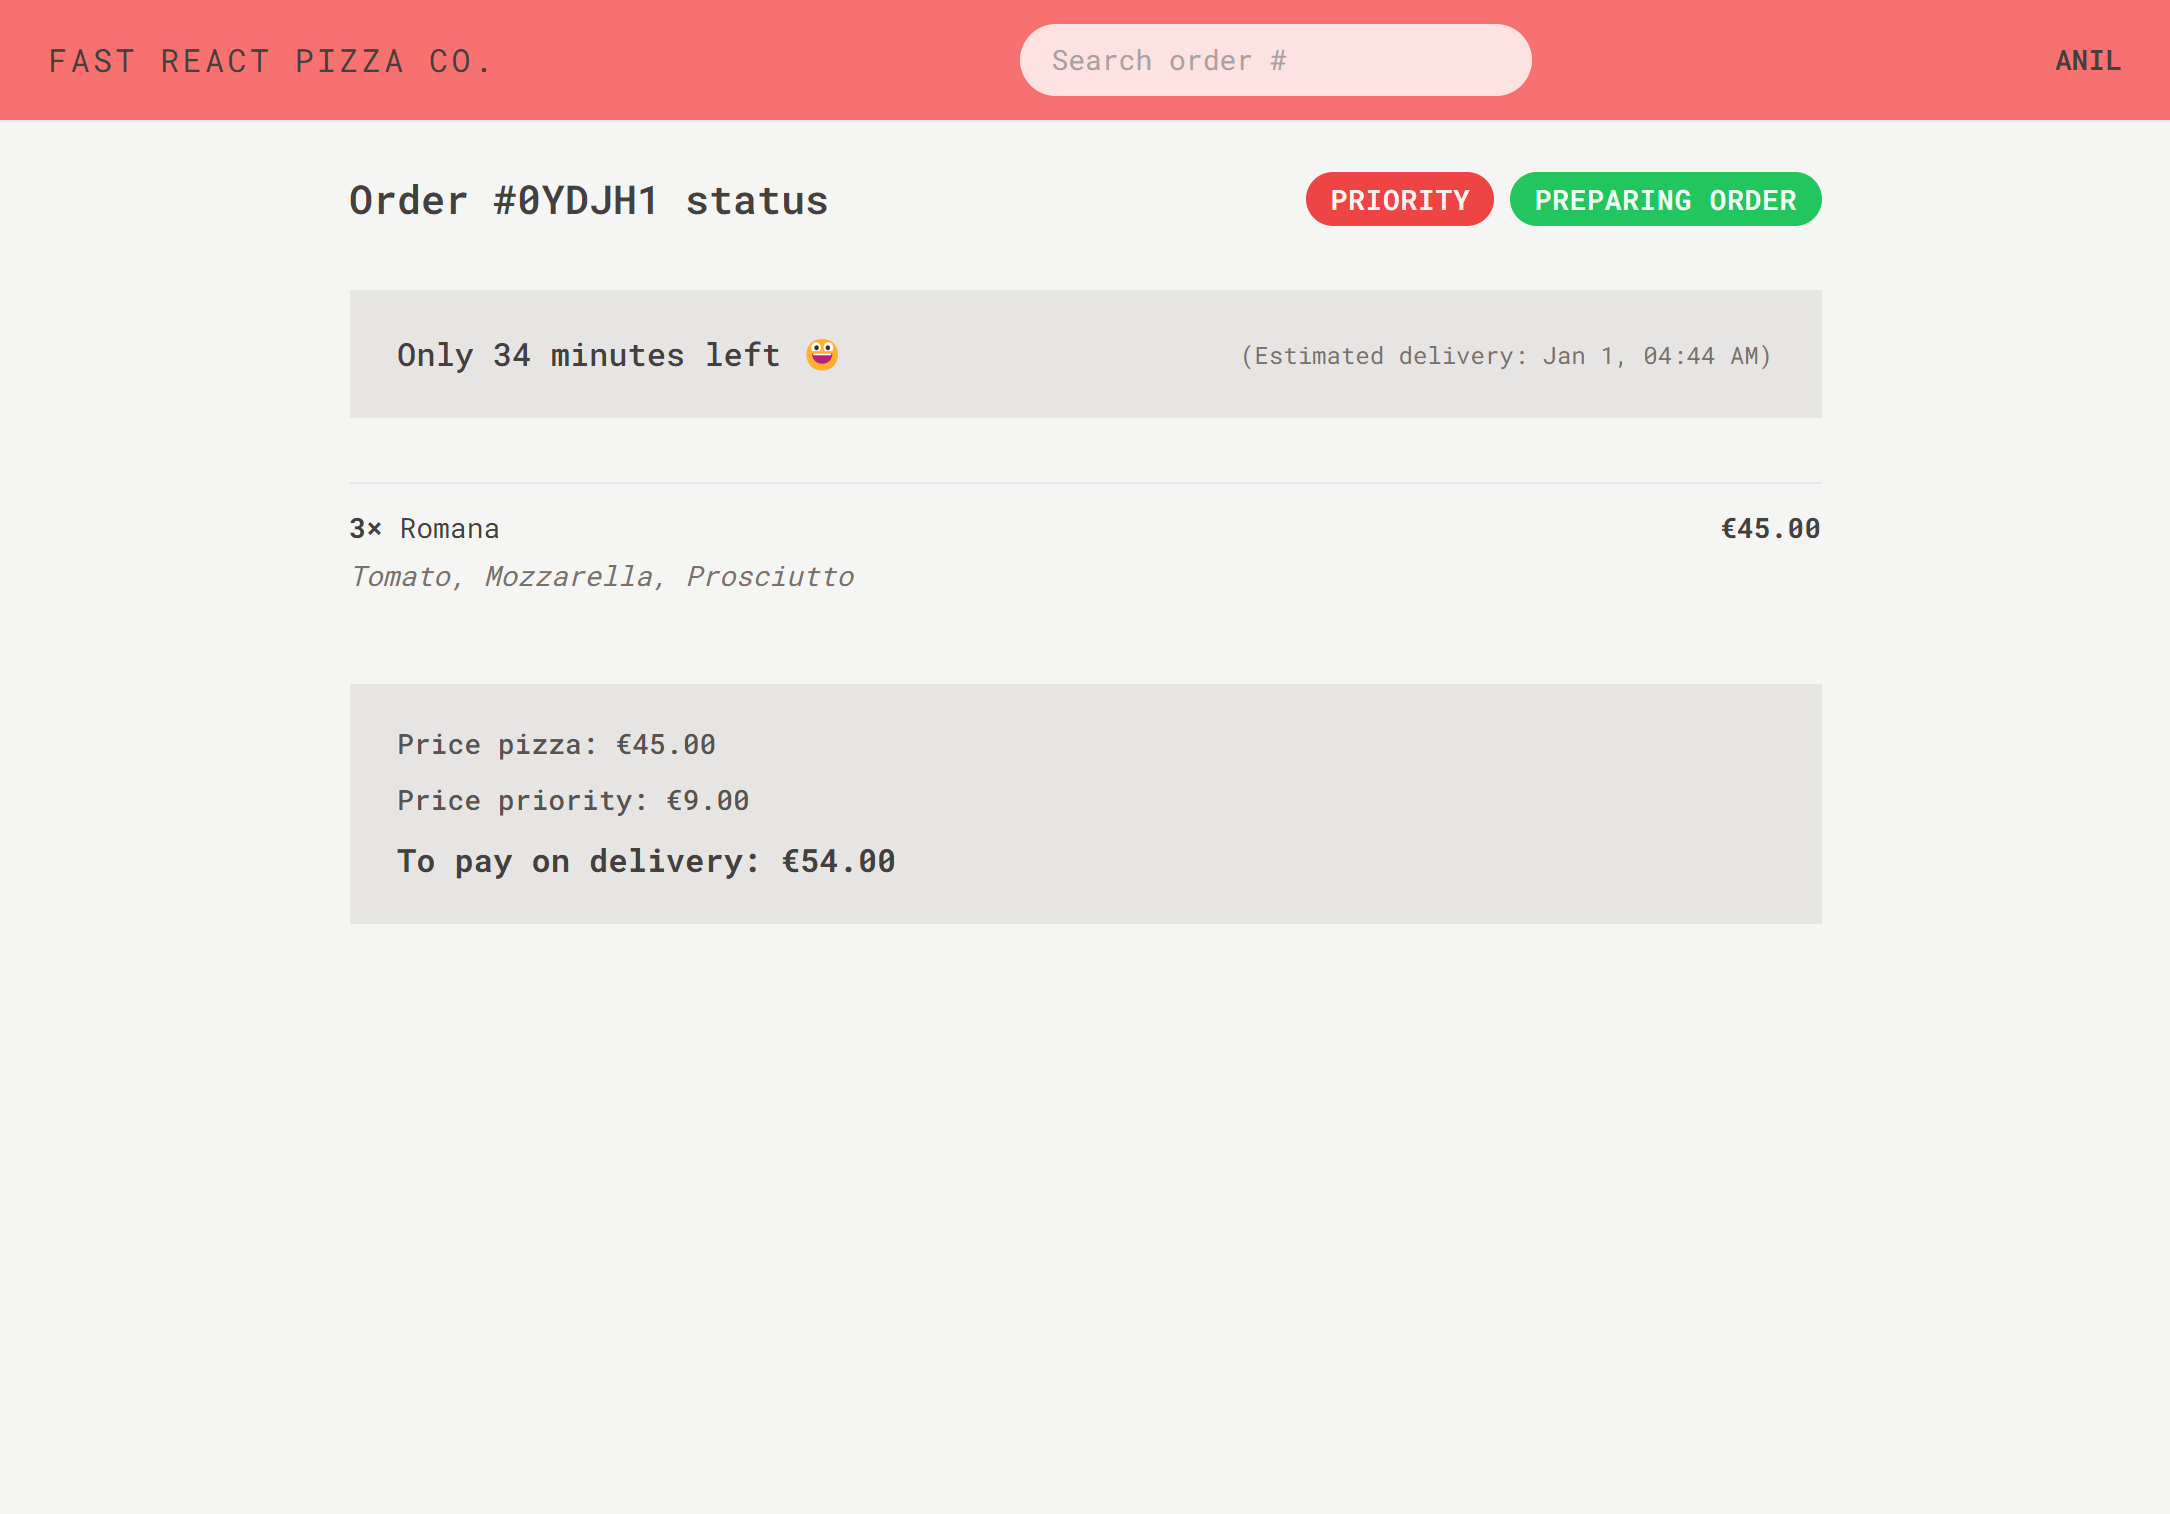 FAST REACT PIZZA CO.
Search order #
ANIL
Order #0YDJH1 status
PRIORITY
PREPARING ORDER
Only 34 minutes left 😃
(Estimated delivery: Jan 1, 04:44 AM)
3× Romana
€45.00
Tomato, Mozzarella, Prosciutto
Price pizza: €45.00
Price priority: €9.00
To pay on delivery: €54.00